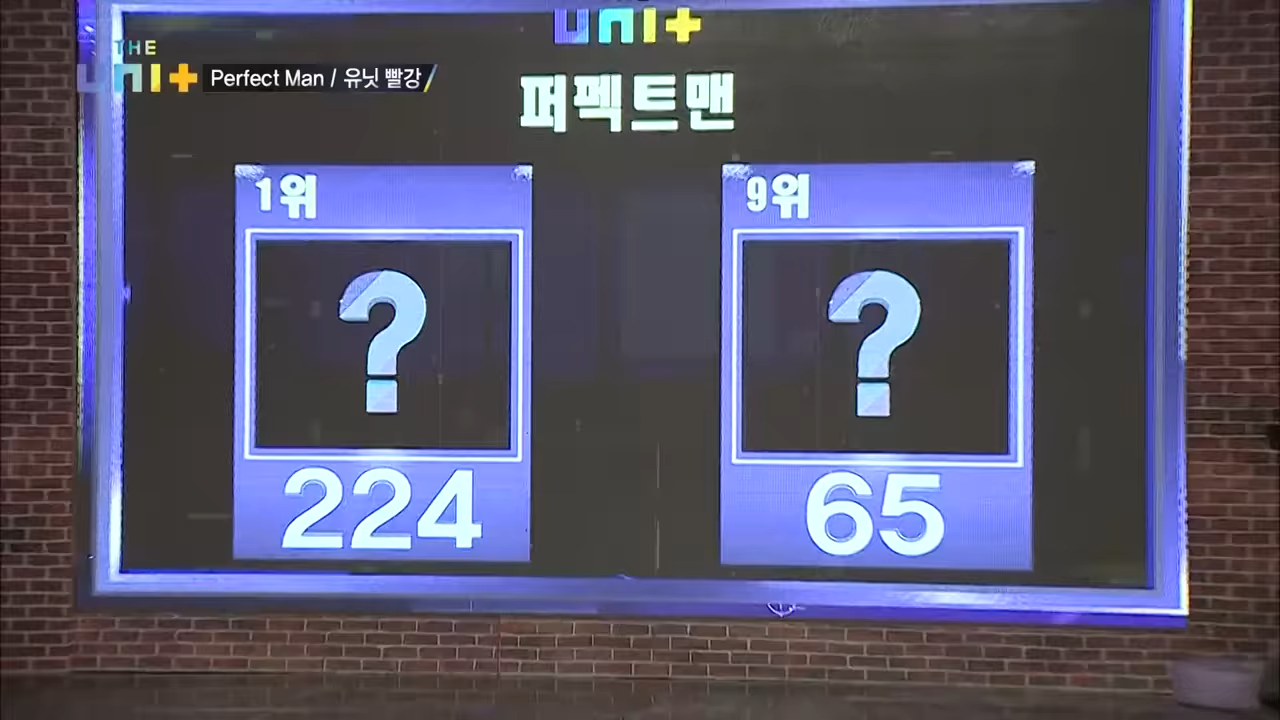 UNI+
THE
UNI+ Perfect Man / 유닛 빨강
퍼펙트맨
1위
9위
?
?
224
65